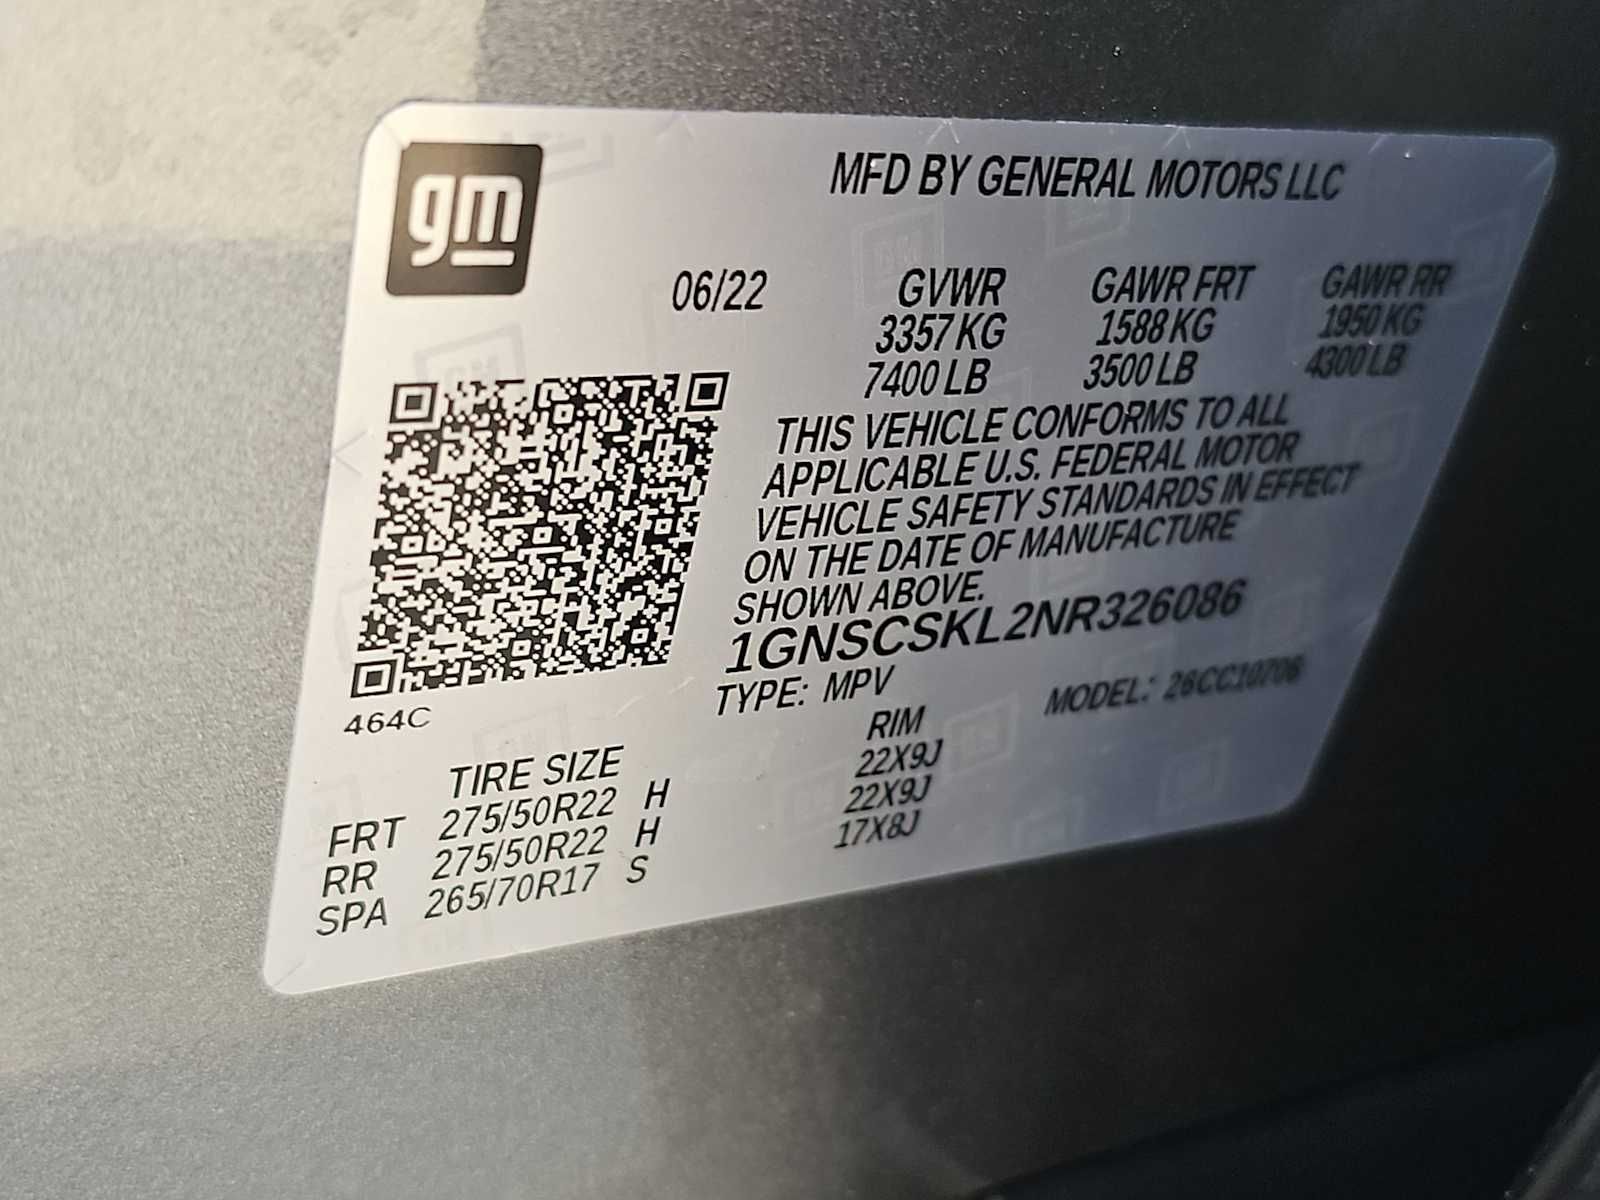 gm
MFD BY GENERAL MOTORS LLC
06/22 GVWR GAWR FRT GAWR RR
3357 KG 1588 KG 1950 KG
7400 LB 3500 LB 4300 LB
THIS VEHICLE CONFORMS TO ALL
APPLICABLE U.S. FEDERAL MOTOR
VEHICLE SAFETY STANDARDS IN EFFECT
ON THE DATE OF MANUFACTURE
SHOWN ABOVE.
1GNSCSKL2NR326086
TYPE: MPV MODEL: 26CC10706
464C
TIRE SIZE RIM
FRT 275/50R22 H 22X9J
RR 275/50R22 H 22X9J
SPA 265/70R17 S 17X8J